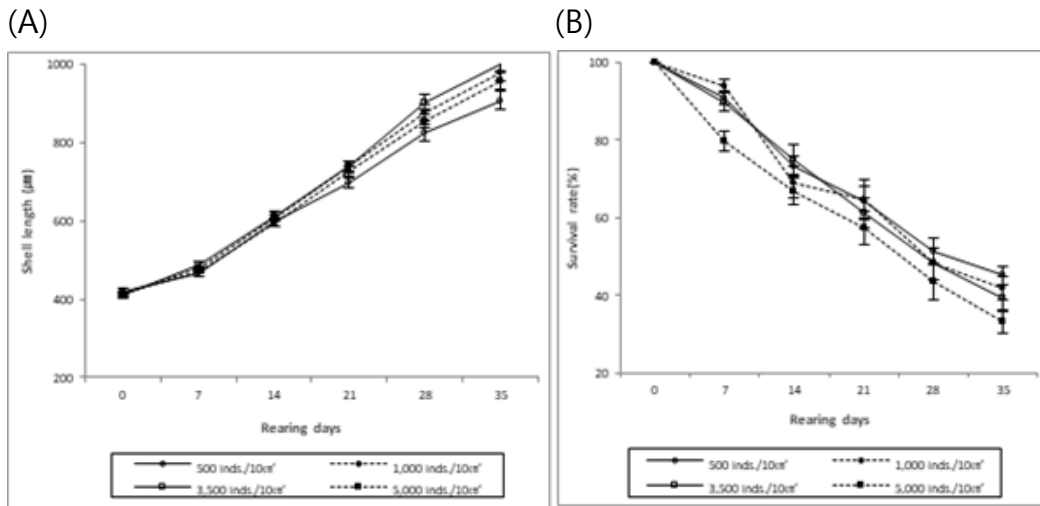 (A)
1000
800
600
400
200
Shell length (㎛)
0 7 14 21 28 35
Rearing days
500 inds./10㎠ 1,000 inds./10㎠
3,500 inds./10㎠ 5,000 inds./10㎠
(B)
100
80
60
40
20
Survival rate(%)
0 7 14 21 28 35
Rearing days
500 inds./10㎠ 1,000 inds./10㎠
3,500 inds./10㎠ 5,000 inds./10㎠